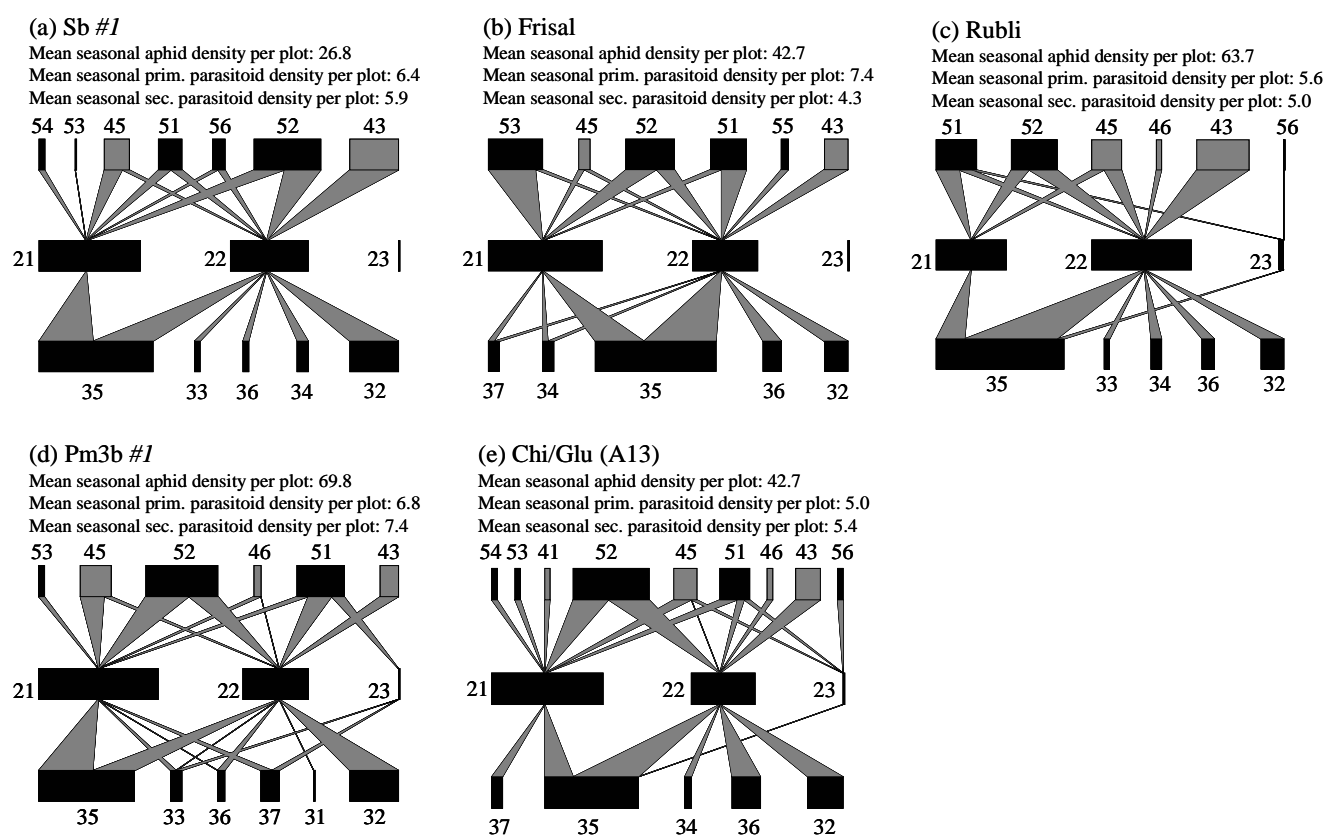 (a) Sb #1
Mean seasonal aphid density per plot: 26.8
Mean seasonal prim. parasitoid density per plot: 6.4
Mean seasonal sec. parasitoid density per plot: 5.9
54 53 45 51 56 52 43
21 22 23
35 33 36 34 32
(b) Frisal
Mean seasonal aphid density per plot: 42.7
Mean seasonal prim. parasitoid density per plot: 7.4
Mean seasonal sec. parasitoid density per plot: 4.3
53 45 52 51 55 43
21 22 23
37 34 35 36 32
(c) Rubli
Mean seasonal aphid density per plot: 63.7
Mean seasonal prim. parasitoid density per plot: 5.6
Mean seasonal sec. parasitoid density per plot: 5.0
51 52 45 46 43 56
21 22 23
35 33 34 36 32
(d) Pm3b #1
Mean seasonal aphid density per plot: 69.8
Mean seasonal prim. parasitoid density per plot: 6.8
Mean seasonal sec. parasitoid density per plot: 7.4
53 45 52 46 51 43
21 22 23
35 33 36 37 31 32
(e) Chi/Glu (A13)
Mean seasonal aphid density per plot: 42.7
Mean seasonal prim. parasitoid density per plot: 5.0
Mean seasonal sec. parasitoid density per plot: 5.4
54 53 41 52 45 51 46 43 56
21 22 23
37 35 34 36 32